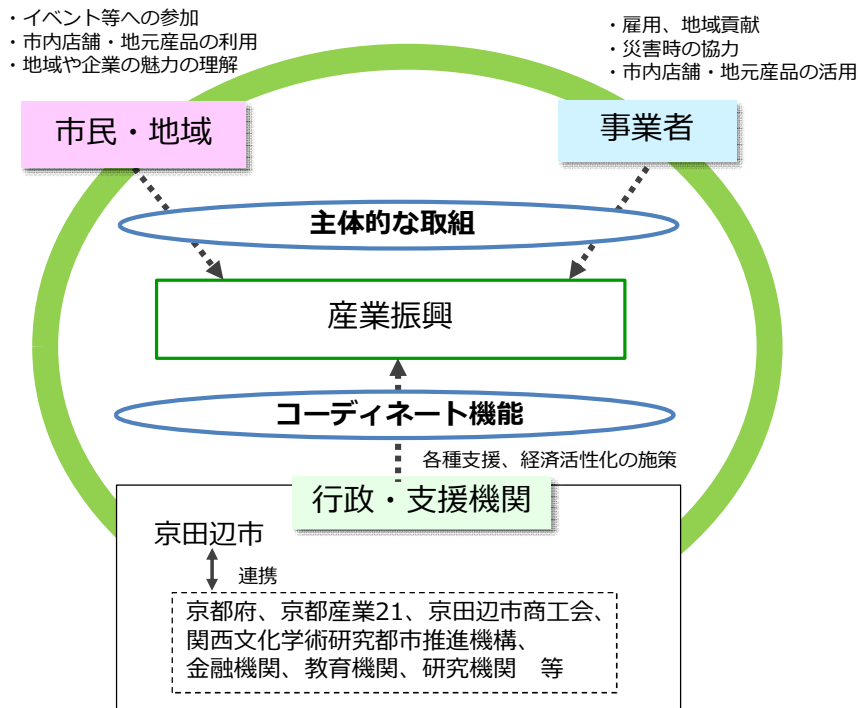 ・イベント等への参加
・市内店舗・地元産品の利用
・地域や企業の魅力の理解
・雇用、地域貢献
・災害時の協力
・市内店舗・地元産品の活用
市民・地域
事業者
主体的な取組
産業振興
コーディネート機能
各種支援、経済活性化の施策
行政・支援機関
京田辺市
連携
京都府、京都産業21、京田辺市商工会、
関西文化学術研究都市推進機構、
金融機関、教育機関、研究機関　等